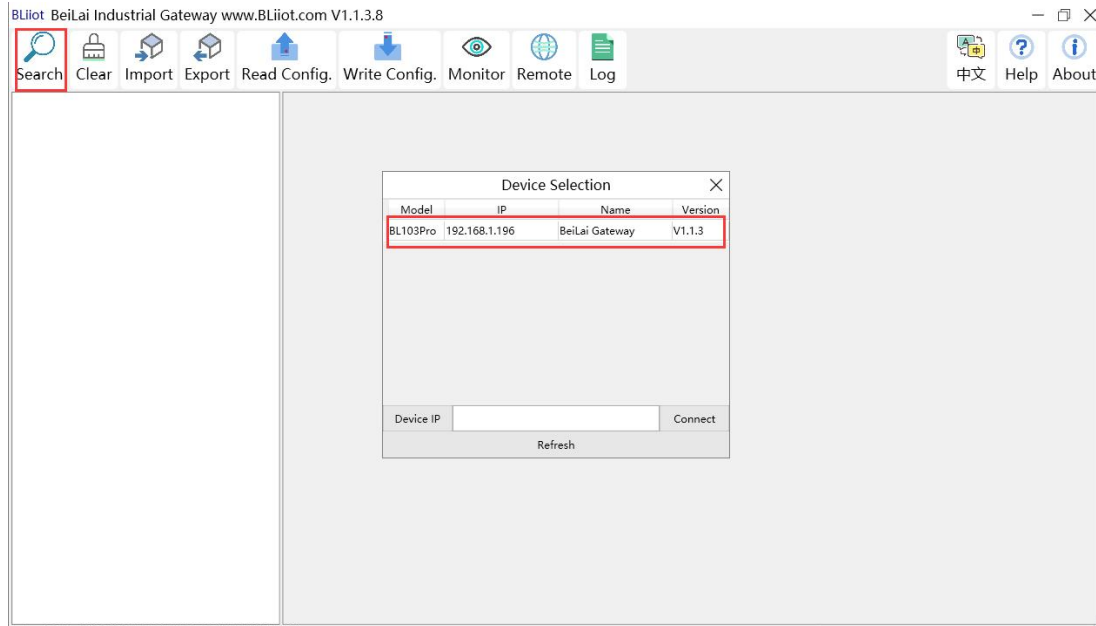 BLiiot BeiLai Industrial Gateway www.BLiiot.com V1.1.3.8
Search Clear Import Export Read Config. Write Config. Monitor Remote Log 中文 Help About
Device Selection
Model IP Name Version
BL103Pro 192.168.1.196 BeiLai Gateway V1.1.3
Device IP Connect
Refresh